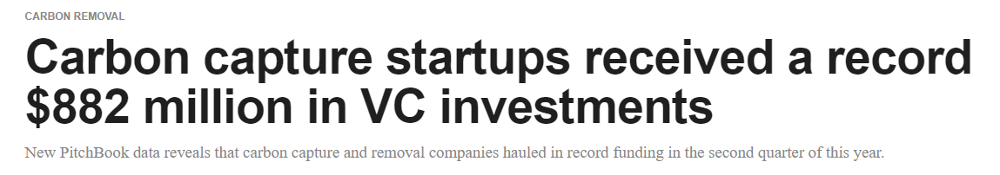 CARBON REMOVAL
Carbon capture startups received a record
$882 million in VC investments
New PitchBook data reveals that carbon capture and removal companies hauled in record funding in the second quarter of this year.